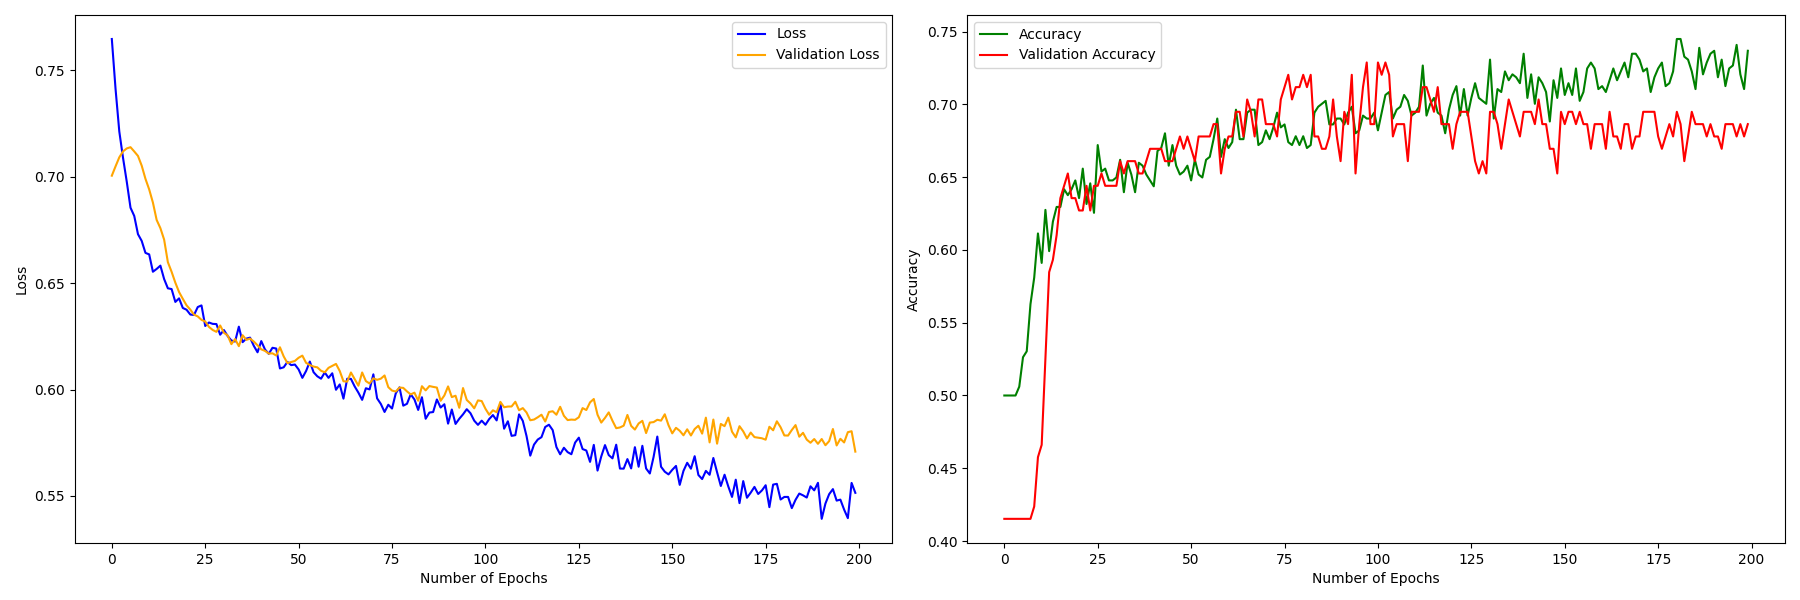 Loss
Validation Loss
0.75
0.70
0.65
0.60
0.55
Loss
0 25 50 75 100 125 150 175 200
Number of Epochs
Accuracy
Validation Accuracy
0.75
0.70
0.65
0.60
0.55
0.50
0.45
0.40
Accuracy
0 25 50 75 100 125 150 175 200
Number of Epochs